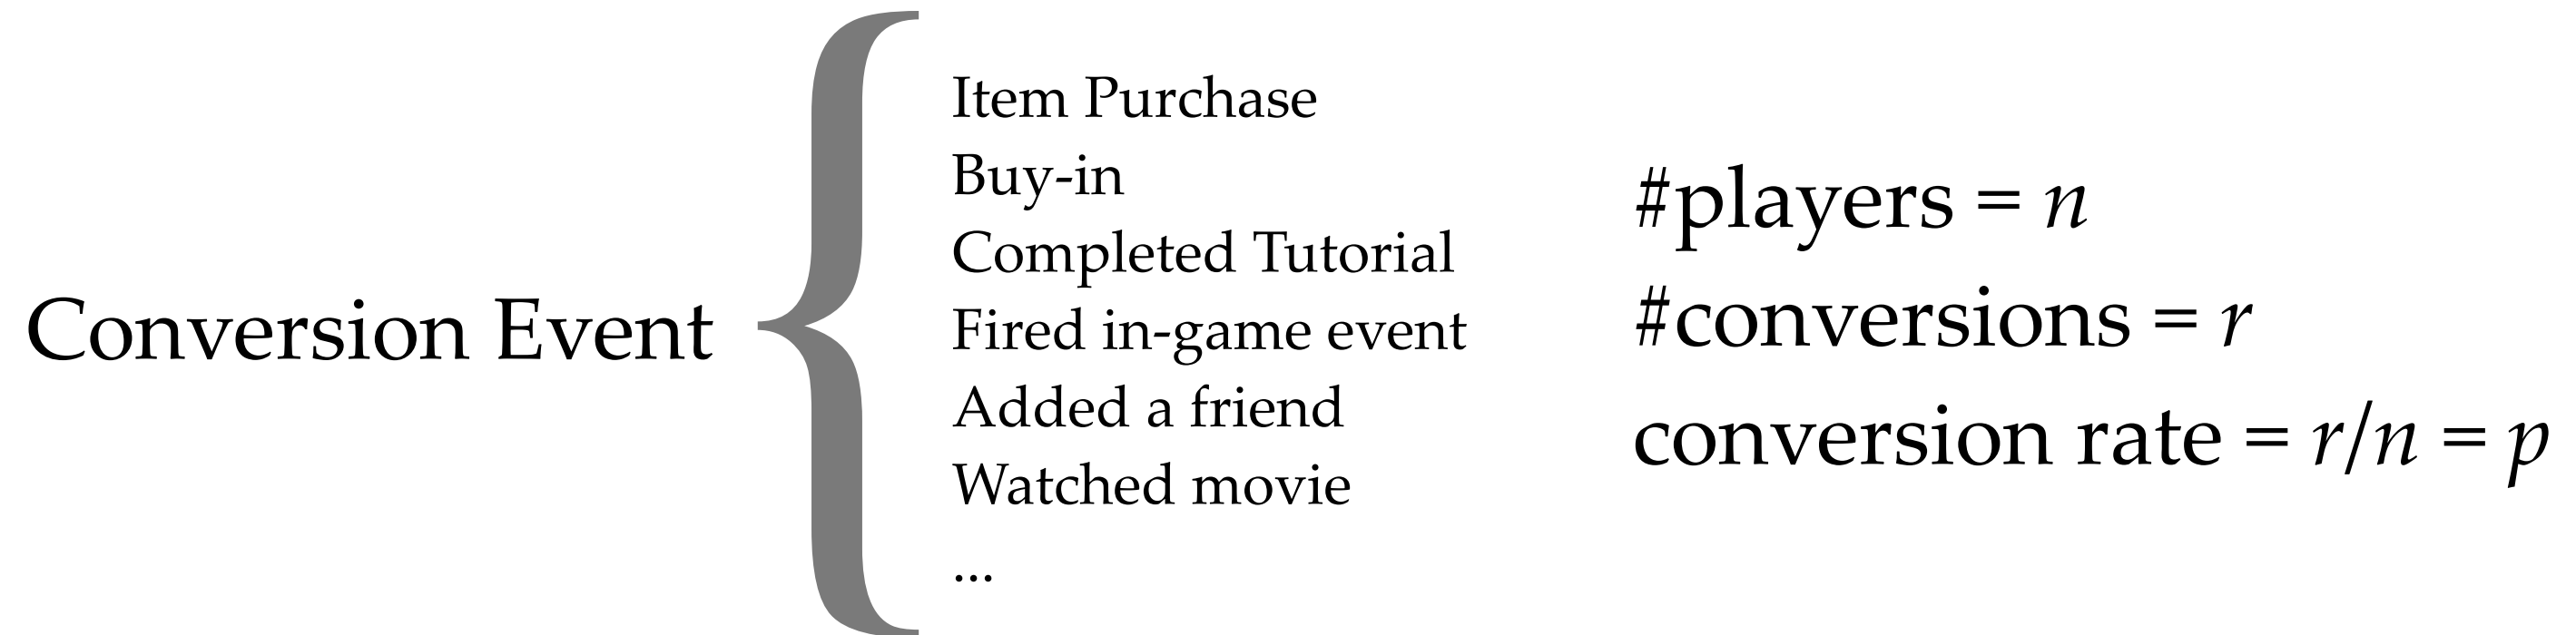 Conversion Event
Item Purchase
Buy-in
Completed Tutorial
Fired in-game event
Added a friend
Watched movie
...
#players = n
#conversions = r
conversion rate = r/n = p